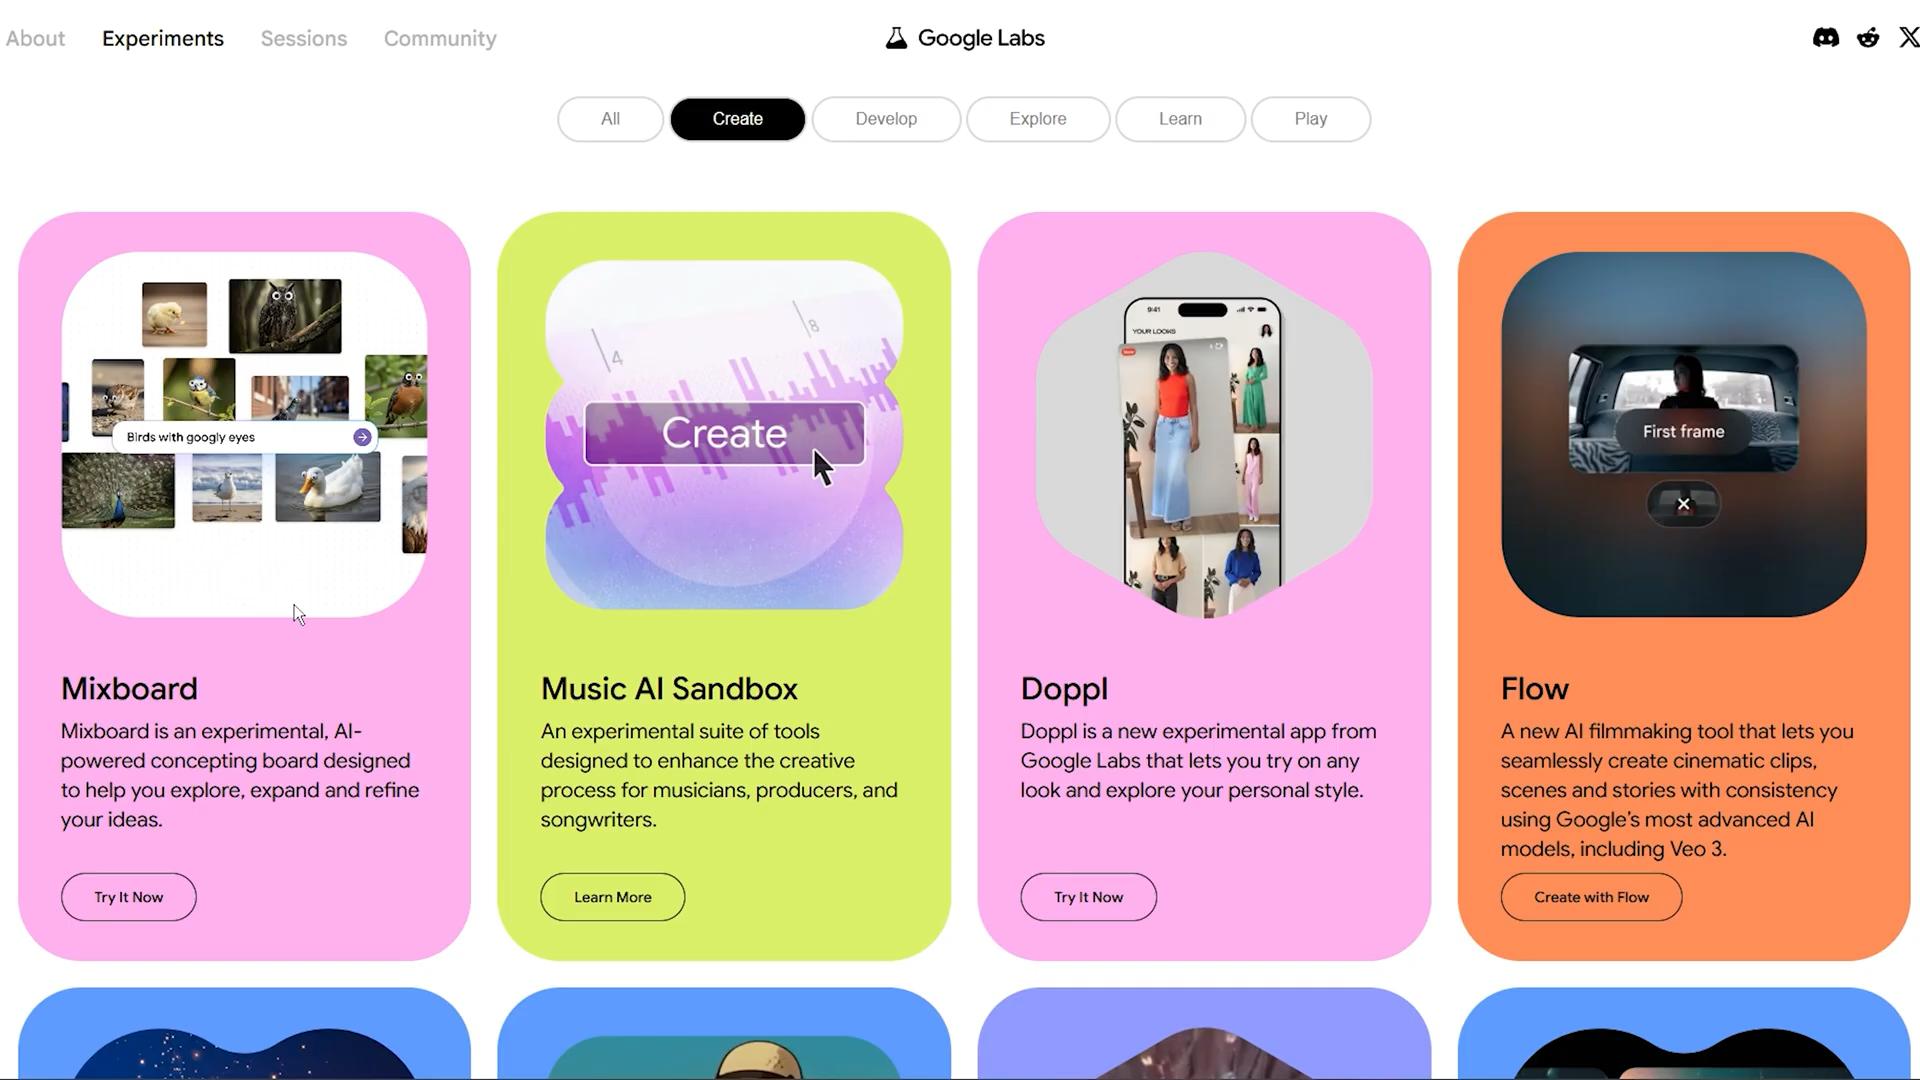 About Experiments Sessions Community
Google Labs
All Create Develop Explore Learn Play
Birds with googly eyes
Mixboard
Mixboard is an experimental, AI-
powered concepting board designed
to help you explore, expand and refine
your ideas.
Try It Now
4
8
Create
Music AI Sandbox
An experimental suite of tools
designed to enhance the creative
process for musicians, producers, and
songwriters.
Learn More
9:41
YOUR LOOKS
Doppl
Doppl is a new experimental app from
Google Labs that lets you try on any
look and explore your personal style.
Try It Now
First frame
Flow
A new AI filmmaking tool that lets you
seamlessly create cinematic clips,
scenes and stories with consistency
using Google's most advanced AI
models, including Veo 3.
Create with Flow